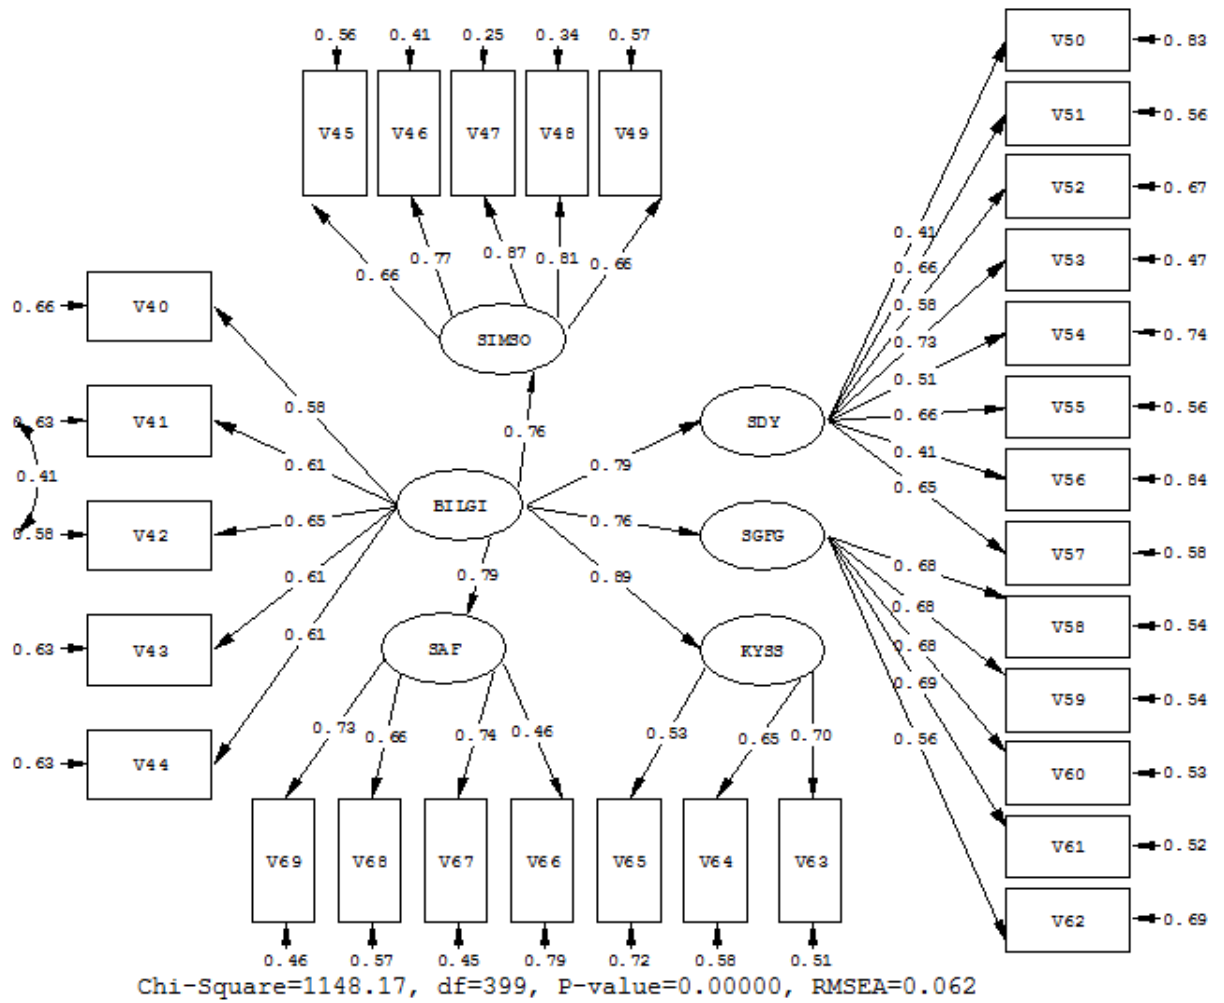 0.56 0.41 0.25 0.34 0.57
V45 V46 V47 V48 V49
0.66 0.77 0.87 0.81 0.66
SIMSO
0.66 V40
0.63 V41
0.41
0.58 V42
0.63 V43
0.63 V44
0.58
0.61
0.65
0.61
0.61
BILGI
0.76
0.79
0.76
0.89
0.79
SDY
SGFG
KYSS
SAF
0.41
0.66
0.58
0.73
0.51
0.66
0.41
0.65
0.68
0.68
0.68
0.69
0.56
V50 0.83
V51 0.56
V52 0.67
V53 0.47
V54 0.74
V55 0.56
V56 0.84
V57 0.58
V58 0.54
V59 0.54
V60 0.53
V61 0.52
V62 0.69
0.73 0.66 0.74 0.46 0.53 0.65 0.70
V69 V68 V67 V66 V65 V64 V63
0.46 0.57 0.45 0.79 0.72 0.58 0.51
Chi-Square=1148.17, df=399, P-value=0.00000, RMSEA=0.062